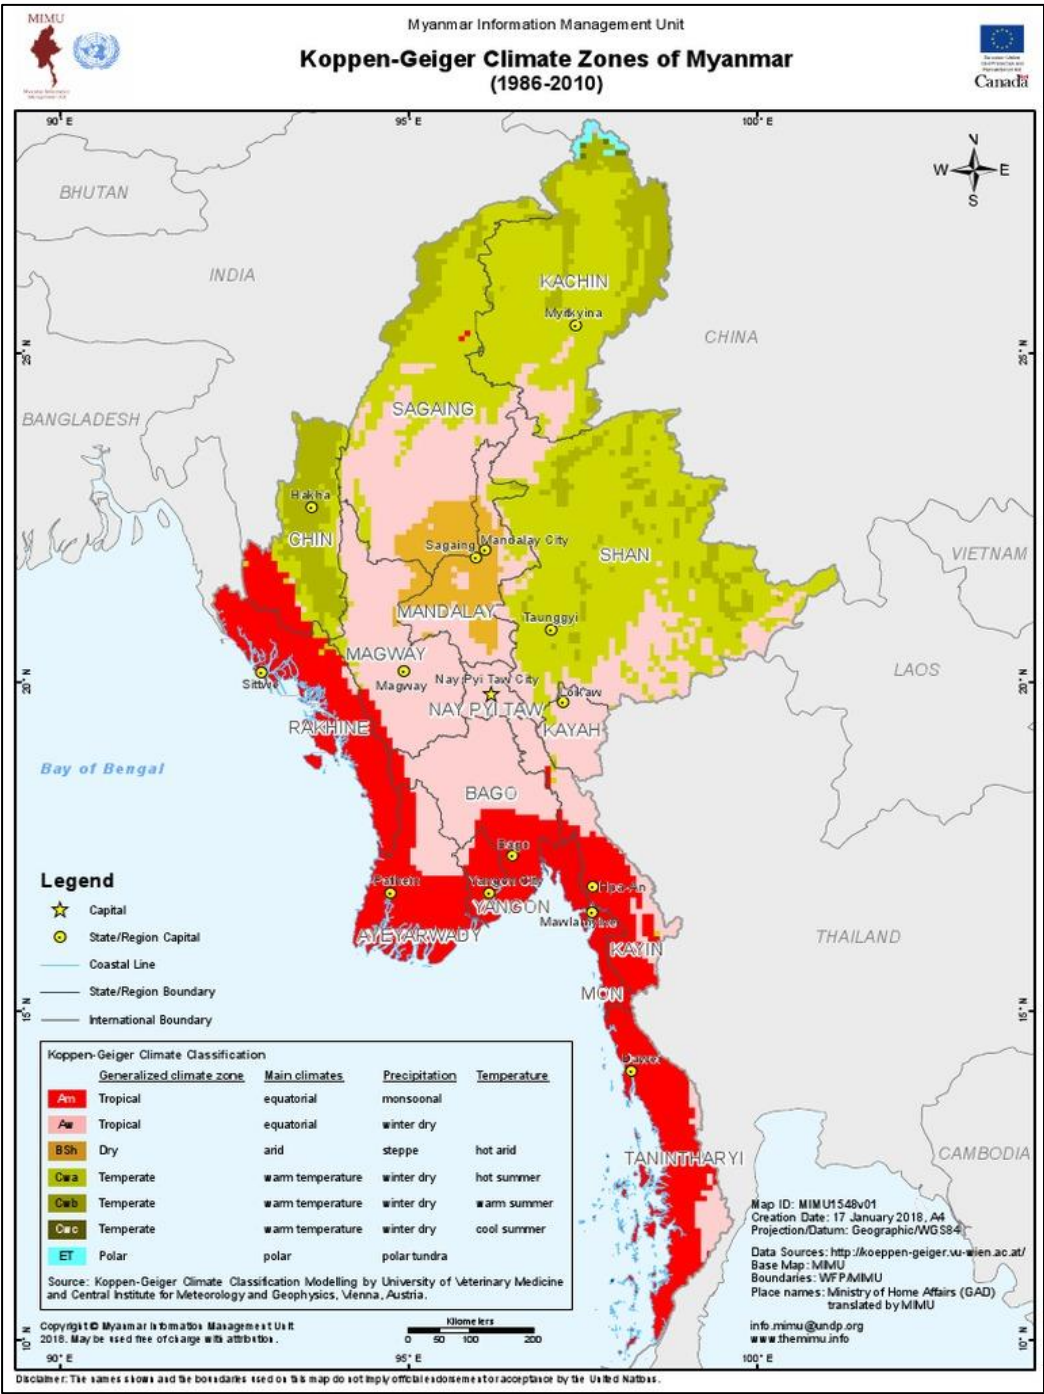 MIMU
Myanmar Information Management Unit
Koppen-Geiger Climate Zones of Myanmar
(1986-2010)
Canada
90° E
95° E
100° E
N
W
E
S
BHUTAN
INDIA
KACHIN
Myitkyina
CHINA
25° N
25° N
BANGLADESH
SAGAING
Hakha
CHIN
Sagaing
Mandalay City
SHAN
VIETNAM
MANDALAY
Taunggyi
MAGWAY
Magway
Nay Pyi Taw City
LAOS
20° N
20° N
Sittwe
Loikaw
NAY PYI TAW
RAKHINE
KAYAH
Bay of Bengal
BAGO
Bago
Legend
Pathein
Yangon City
Hpa-An
Capital
YANGON
Mawlamyine
State/Region Capital
AYEYARWADY
KAYIN
THAILAND
Coastal Line
State/Region Boundary
MON
15° N
15° N
International Boundary
Dawei
Koppen-Geiger Climate Classification
Generalized climate zone Main climates Precipitation Temperature
Am Tropical equatorial monsoonal
Aw Tropical equatorial winter dry
BSh Dry arid steppe hot arid
Cwa Temperate warm temperature winter dry hot summer
Cwb Temperate warm temperature winter dry warm summer
Cwc Temperate warm temperature winter dry cool summer
ET Polar polar polar tundra
Source: Koppen-Geiger Climate Classification Modelling by University of Veterinary Medicine
and Central Institute for Meteorology and Geophysics, Vienna, Austria.
TANINTHARYI
CAMBODIA
Map ID: MIMU1548v01
Creation Date: 17 January 2018, A4
Projection/Datum: Geographic/WGS84
Data Sources: http://koeppen-geiger.vu-wien.ac.at/
Base Map: MIMU
Boundaries: WFP/MIMU
Place names: Ministry of Home Affairs (GAD)
translated by MIMU
info.mimu@undp.org
www.themimu.info
Copyright © Myanmar Information Management Unit
2018. May be used free of charge with attribution.
Kilometers
0 50 100 200
10° N
10° N
90° E
95° E
100° E
Disclaimer: The names shown and the boundaries used on this map do not imply official endorsement or acceptance by the United Nations.